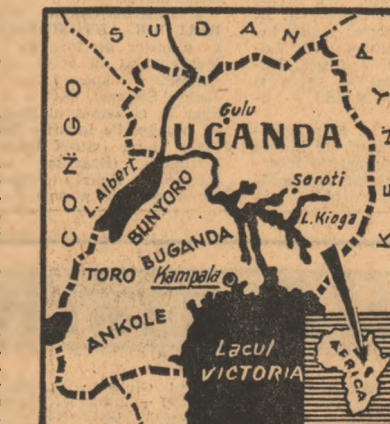 SUDAN
CONGO
Gulu
UGANDA
Soroti
L. Albert
BUNYORO
L. Kioga
BUGANDA
TORO
Kampala
ANKOLE
Lacul
VICTORIA
AFRICA